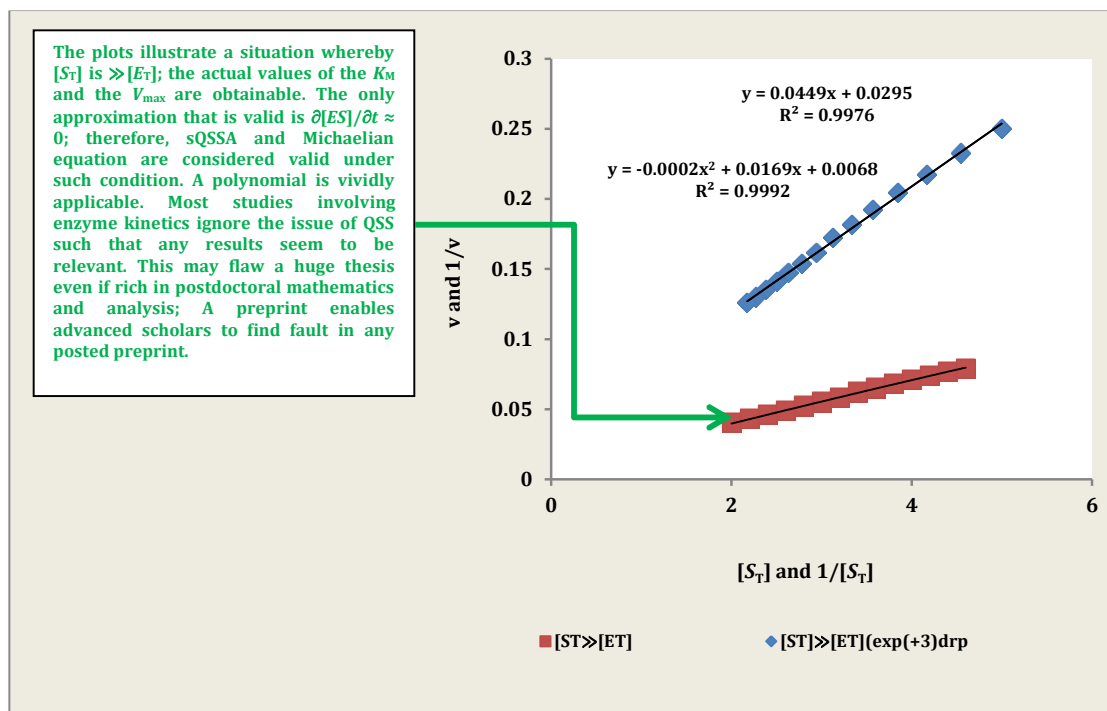 The plots illustrate a situation whereby
[ST] is ≫[ET]; the actual values of the KM
and the Vmax are obtainable. The only
approximation that is valid is ∂[ES]/∂t ≈
0; therefore, sQSSA and Michaelian
equation are considered valid under
such condition. A polynomial is vividly
applicable. Most studies involving
enzyme kinetics ignore the issue of QSS
such that any results seem to be
relevant. This may flaw a huge thesis
even if rich in postdoctoral mathematics
and analysis; A preprint enables
advanced scholars to find fault in any
posted preprint.
y = 0.0449x + 0.0295
R² = 0.9976
y = -0.0002x² + 0.0169x + 0.0068
R² = 0.9992
v and 1/v
0.3
0.25
0.2
0.15
0.1
0.05
0
0 2 4 6
[ST] and 1/[ST]
[ST≫[ET] [ST]≫[ET](exp(+3)drp